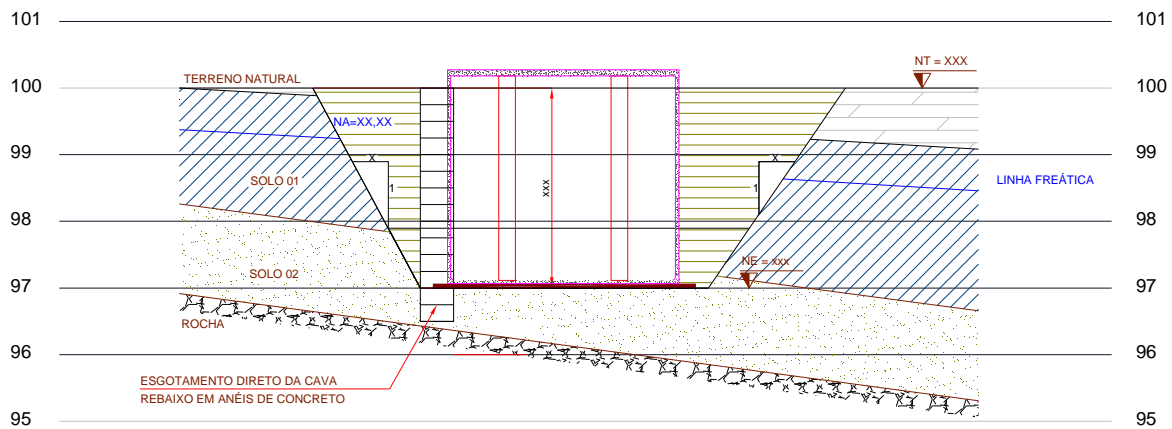 101
101
TERRENO NATURAL
NT = XXX
100
100
NA=XX,XX
99
99
X
X
SOLO 01
1
XXX
1
LINHA FREÁTICA
98
98
SOLO 02
NE = xxx
97
97
ROCHA
96
96
ESGOTAMENTO DIRETO DA CAVA
REBAIXO EM ANÉIS DE CONCRETO
95
95